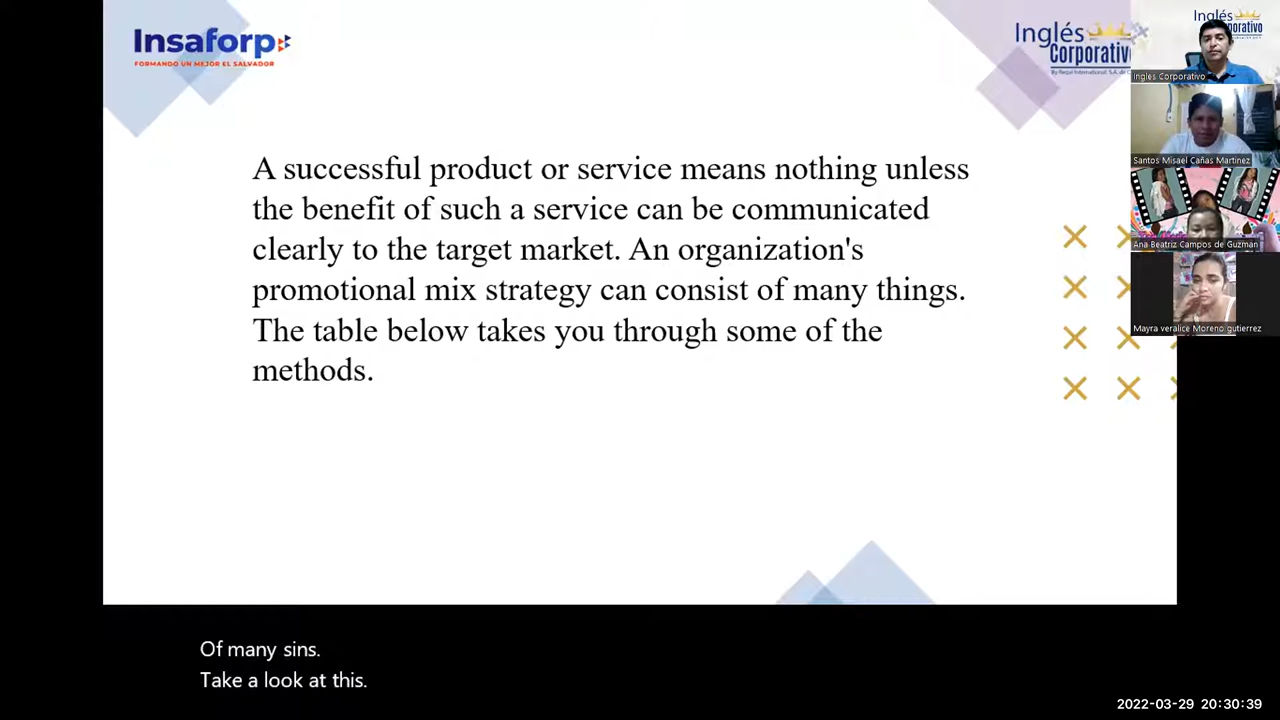 Insaforp
FORMANDO UN MEJOR EL SALVADOR
Inglés
Corporativo
Inglés
Ingles Corporativo
Santos Misael Cañas Martinez
Ana Beatriz Campos de Guzman
Mayra veralice Moreno gutierrez
A successful product or service means nothing unless
the benefit of such a service can be communicated
clearly to the target market. An organization's
promotional mix strategy can consist of many things.
The table below takes you through some of the
methods.
Of many sins.
Take a look at this.
2022-03-29 20:30:39